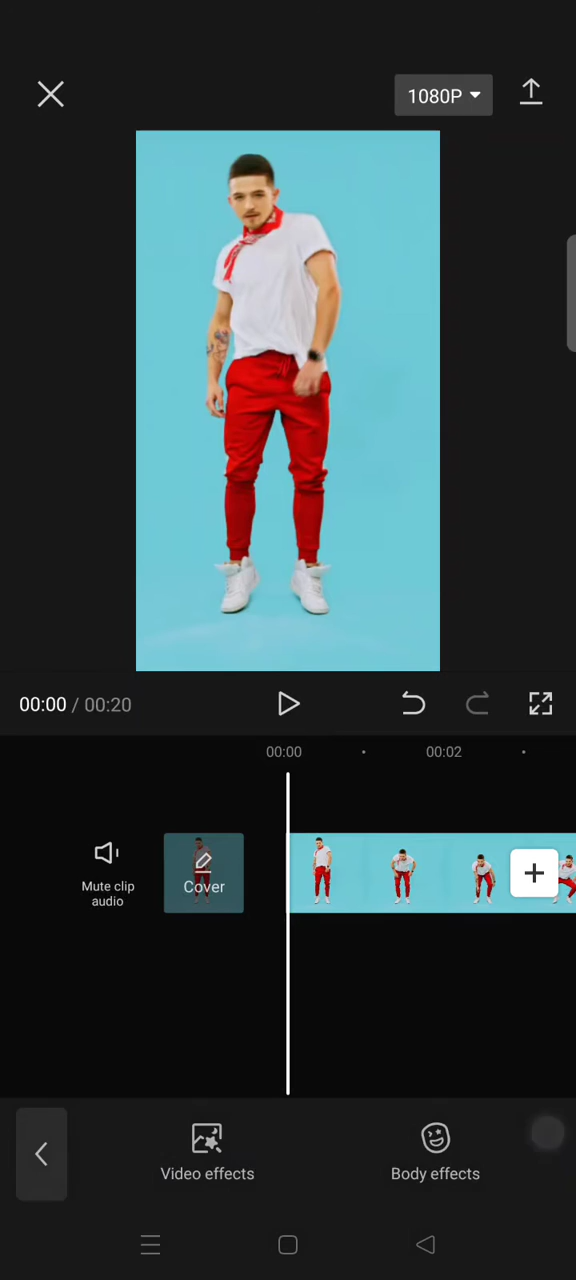 1080P
00:00 / 00:20
00:00
00:02
Mute clip
audio
Cover
Video effects
Body effects